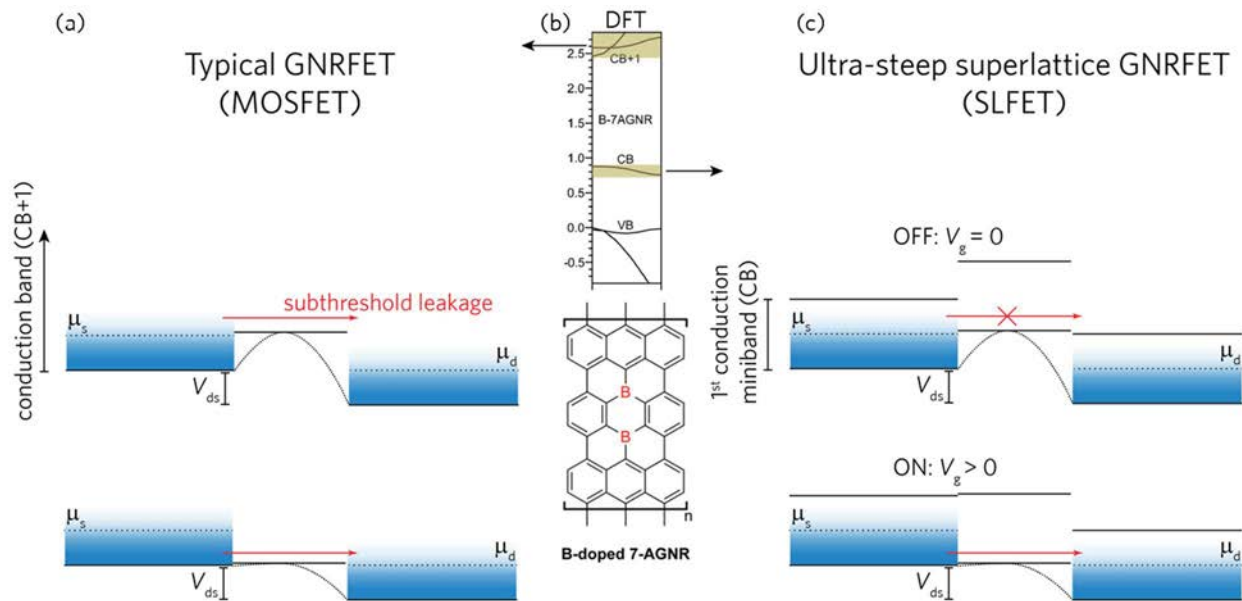 (a)
Typical GNRFET
(MOSFET)
conduction band (CB+1)
μs
subthreshold leakage
μd
Vds
μs
μd
Vds
(b)
DFT
2.5
2.0
1.5
1.0
0.5
0.0
-0.5
CB+1
B-7AGNR
CB
VB
B
B
n
B-doped 7-AGNR
(c)
Ultra-steep superlattice GNRFET
(SLFET)
OFF: Vg = 0
1st conduction
miniband (CB)
μs
μd
Vds
ON: Vg > 0
μs
μd
Vds